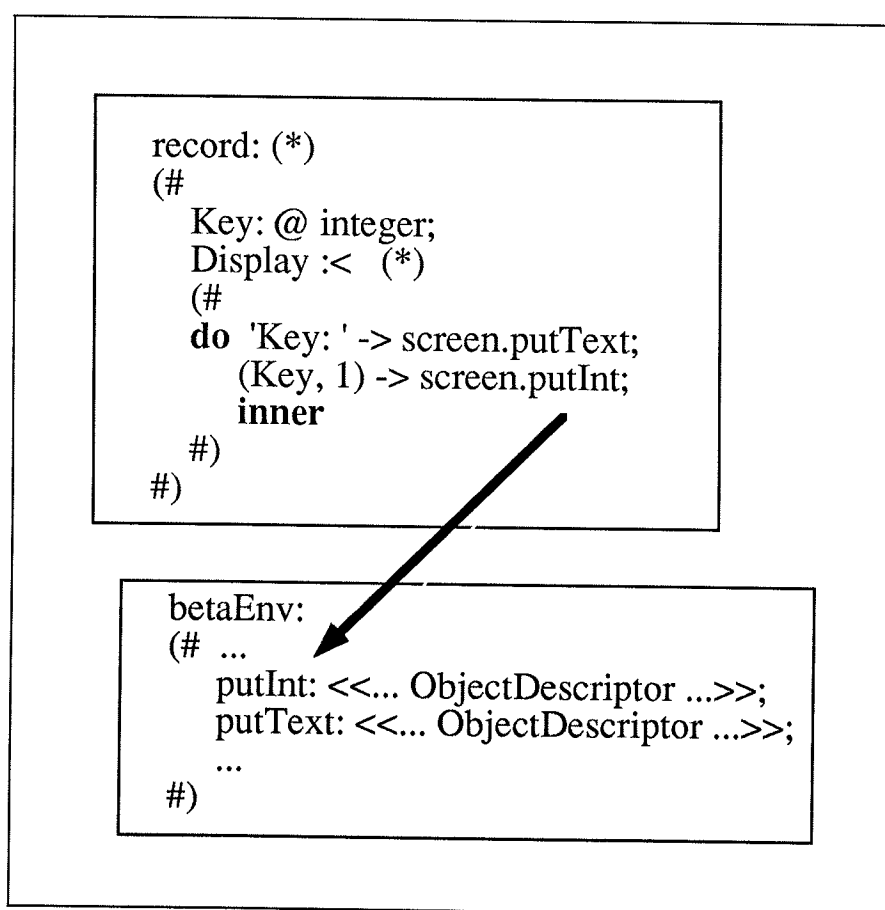 record: (*)
(#
Key: @ integer;
Display :< (*)
(#
do 'Key: ' -> screen.putText;
(Key, 1) -> screen.putInt;
inner
#)
#)
betaEnv:
(# ...
putInt: <<... ObjectDescriptor ...>>;
putText: <<... ObjectDescriptor ...>>;
...
#)